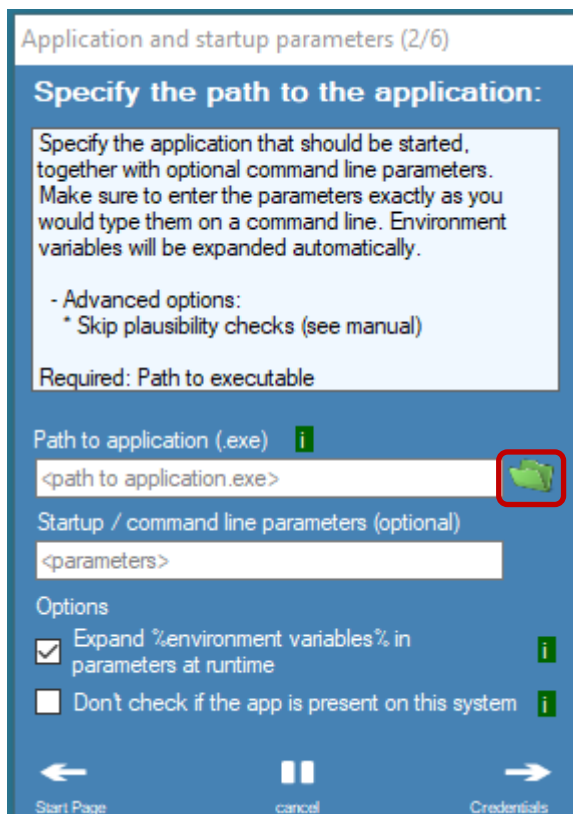 Application and startup parameters (2/6)
Specify the path to the application:
Specify the application that should be started,
together with optional command line parameters.
Make sure to enter the parameters exactly as you
would type them on a command line. Environment
variables will be expanded automatically.
- Advanced options:
* Skip plausibility checks (see manual)
Required: Path to executable
Path to application (.exe) i
<path to application.exe>
Startup / command line parameters (optional)
<parameters>
Options
Expand %environment variables% in
parameters at runtime i
Don't check if the app is present on this system i
Start Page cancel Credentials